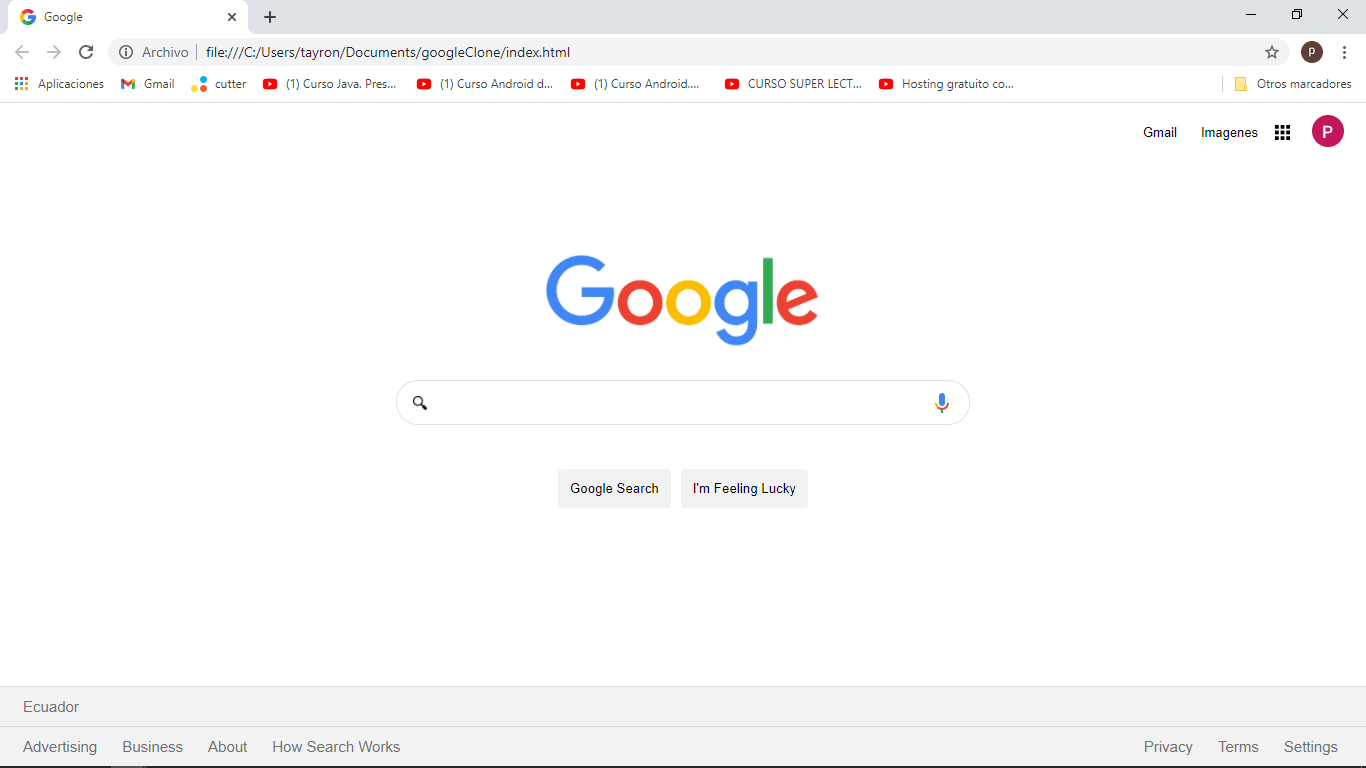 Google
Archivo file:///C:/Users/tayron/Documents/googleClone/index.html P
Aplicaciones Gmail cutter (1) Curso Java. Pres... (1) Curso Android d... (1) Curso Android.... CURSO SUPER LECT... Hosting gratuito co... Otros marcadores
Gmail Imagenes P
Google
Google Search I'm Feeling Lucky
Ecuador
Advertising Business About How Search Works Privacy Terms Settings